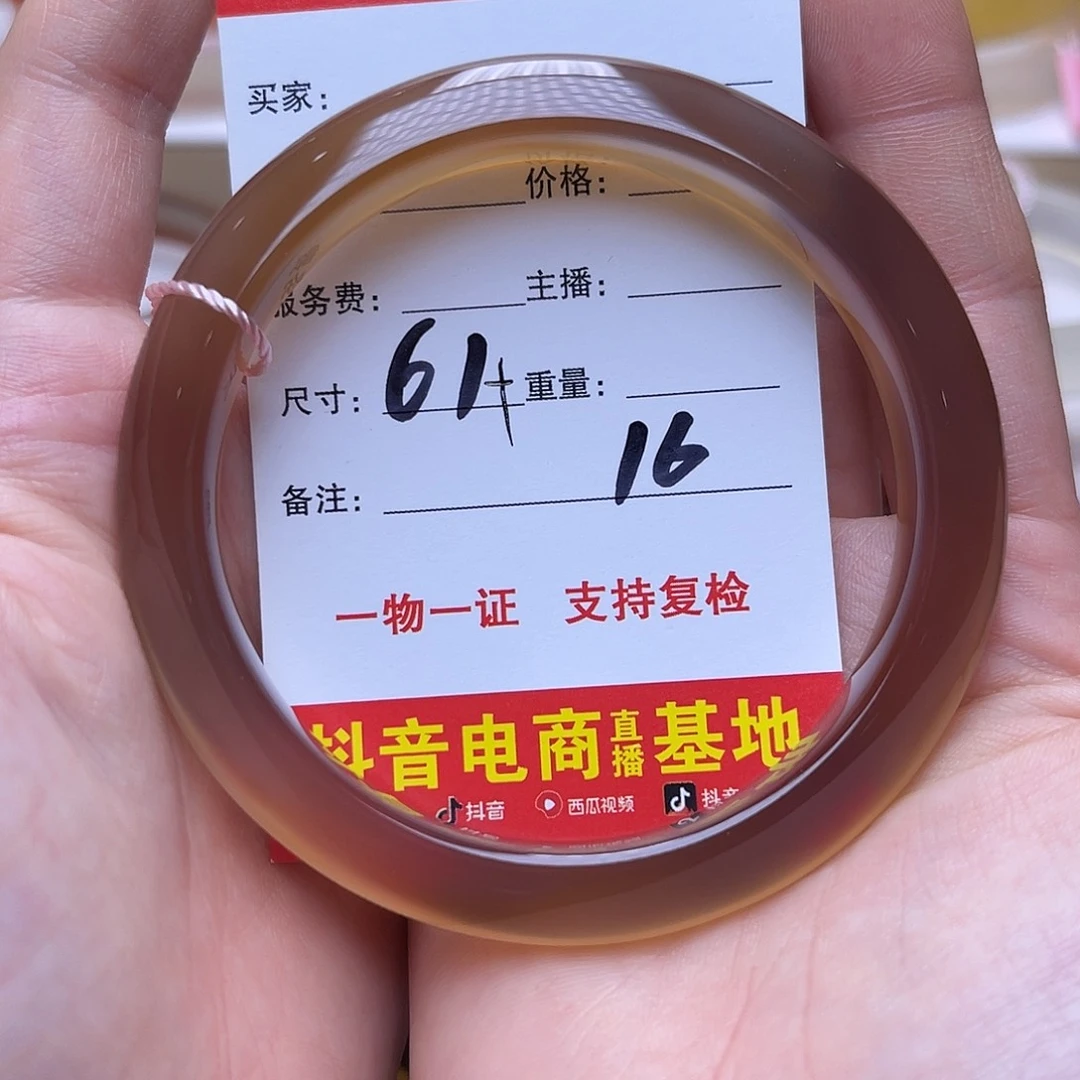 买家:
价格:
服务费: 主播:
尺寸: 61+ 重量:
备注: 16
一物一证 支持复检
抖音电商直播基地
抖音 西瓜视频 抖音